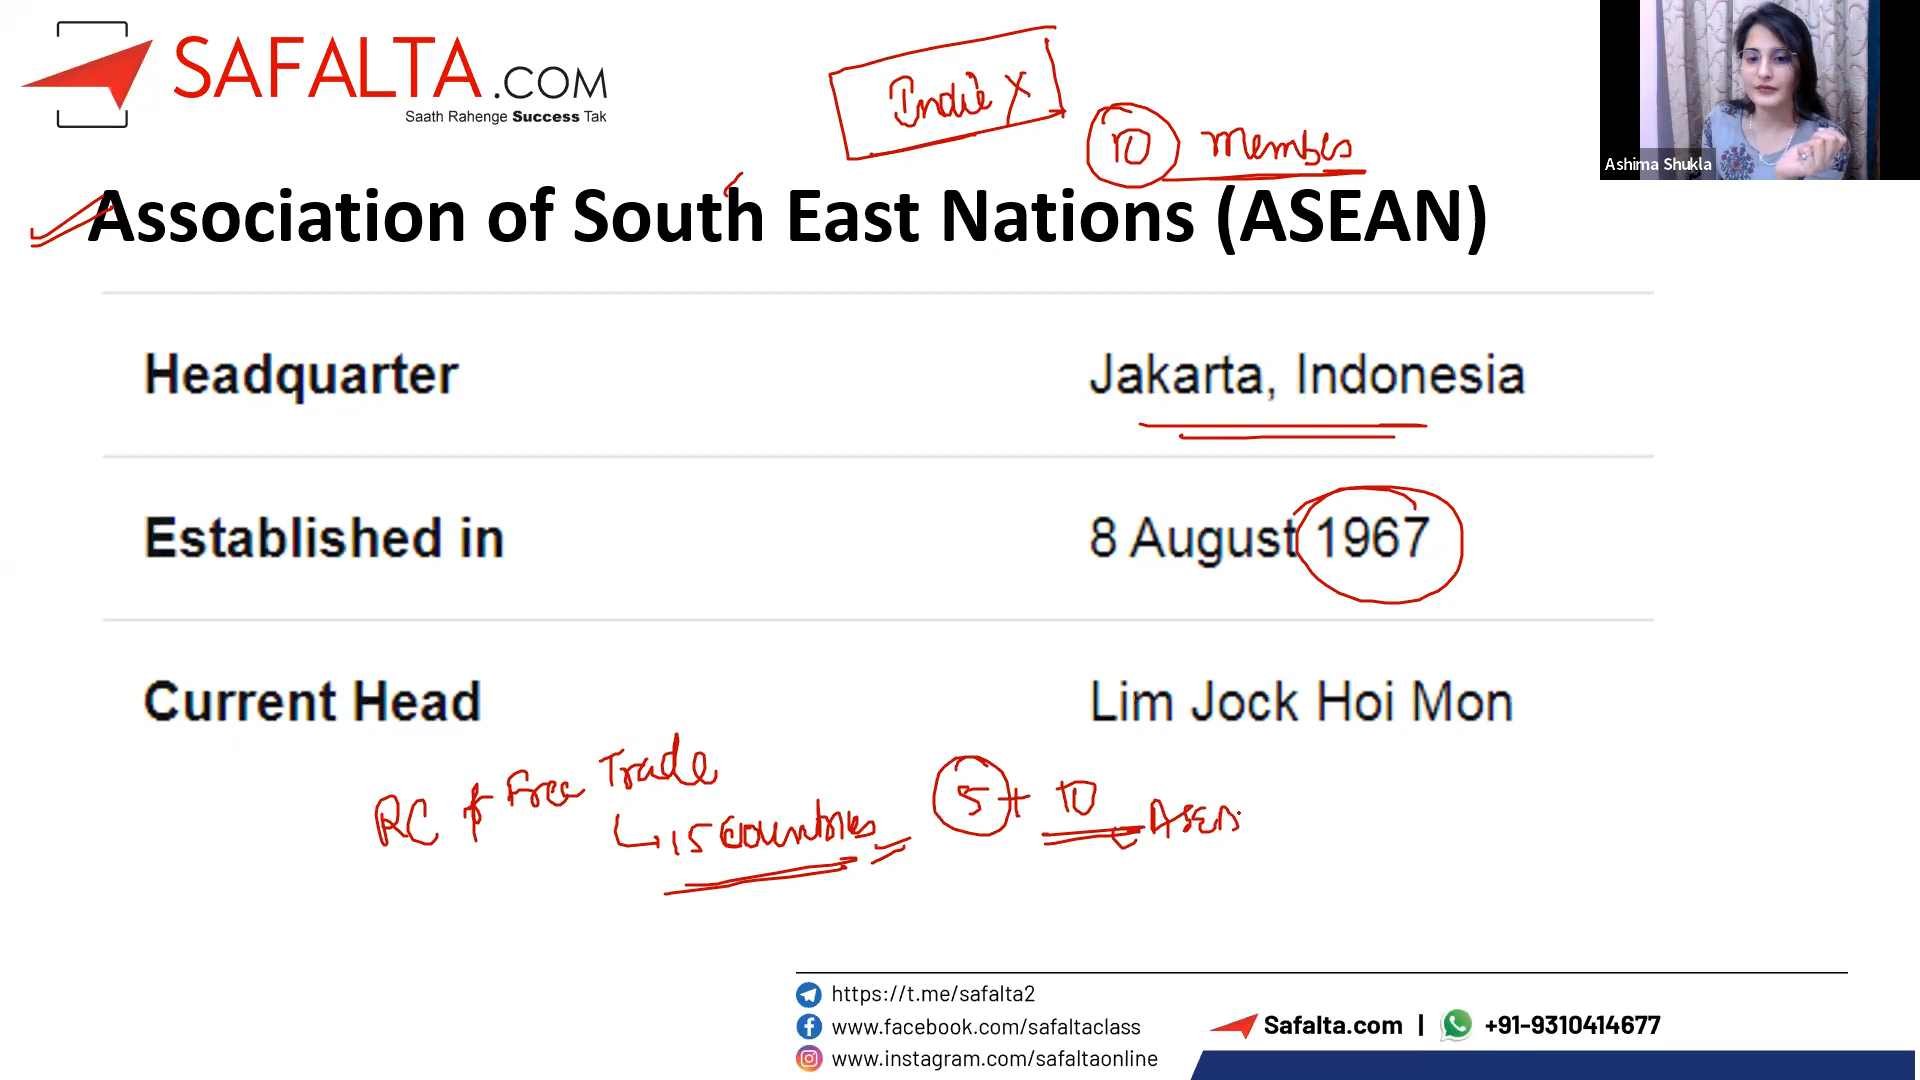 SAFALTA.COM
Saath Rahenge Success Tak
India X
10 Members
Ashima Shukla
Association of South East Nations (ASEAN)
Headquarter Jakarta, Indonesia
Established in 8 August 1967
Current Head Lim Jock Hoi Mon
RC of Free Trade
15 Countries 5 + 10 ASEA
https://t.me/safalta2
www.facebook.com/safaltaclass
www.instagram.com/safaltaonline
Safalta.com | +91-9310414677